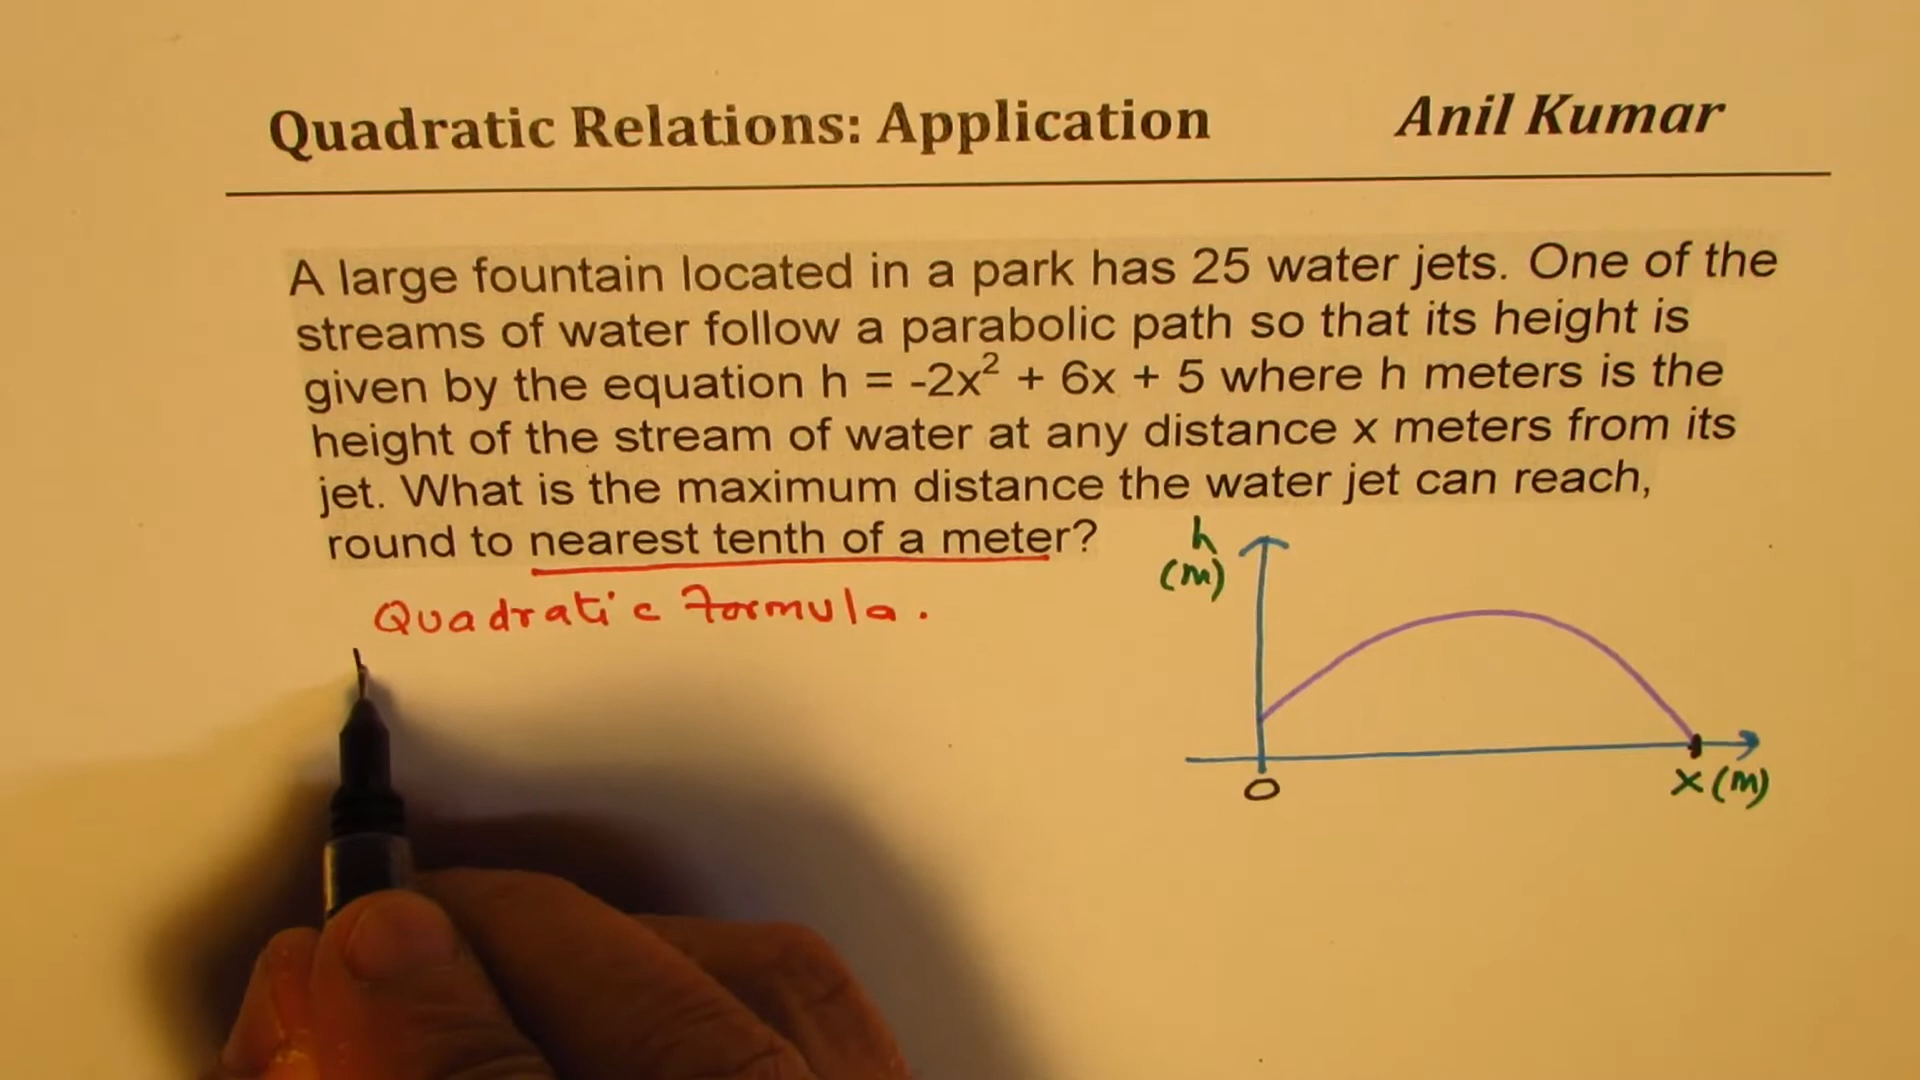 Quadratic Relations: Application Anil Kumar
A large fountain located in a park has 25 water jets. One of the
streams of water follow a parabolic path so that its height is
given by the equation h = -2x² + 6x + 5 where h meters is the
height of the stream of water at any distance x meters from its
jet. What is the maximum distance the water jet can reach,
round to nearest tenth of a meter?
h
(m)
Quadratic Formula.
0
x (m)